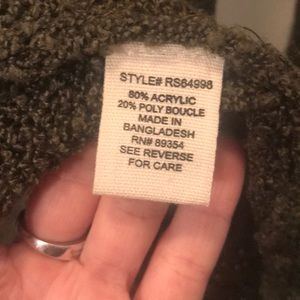 STYLE# RS64998
80% ACRYLIC
20% POLY BOUCLE
MADE IN
BANGLADESH
RN# 89354
SEE REVERSE
FOR CARE